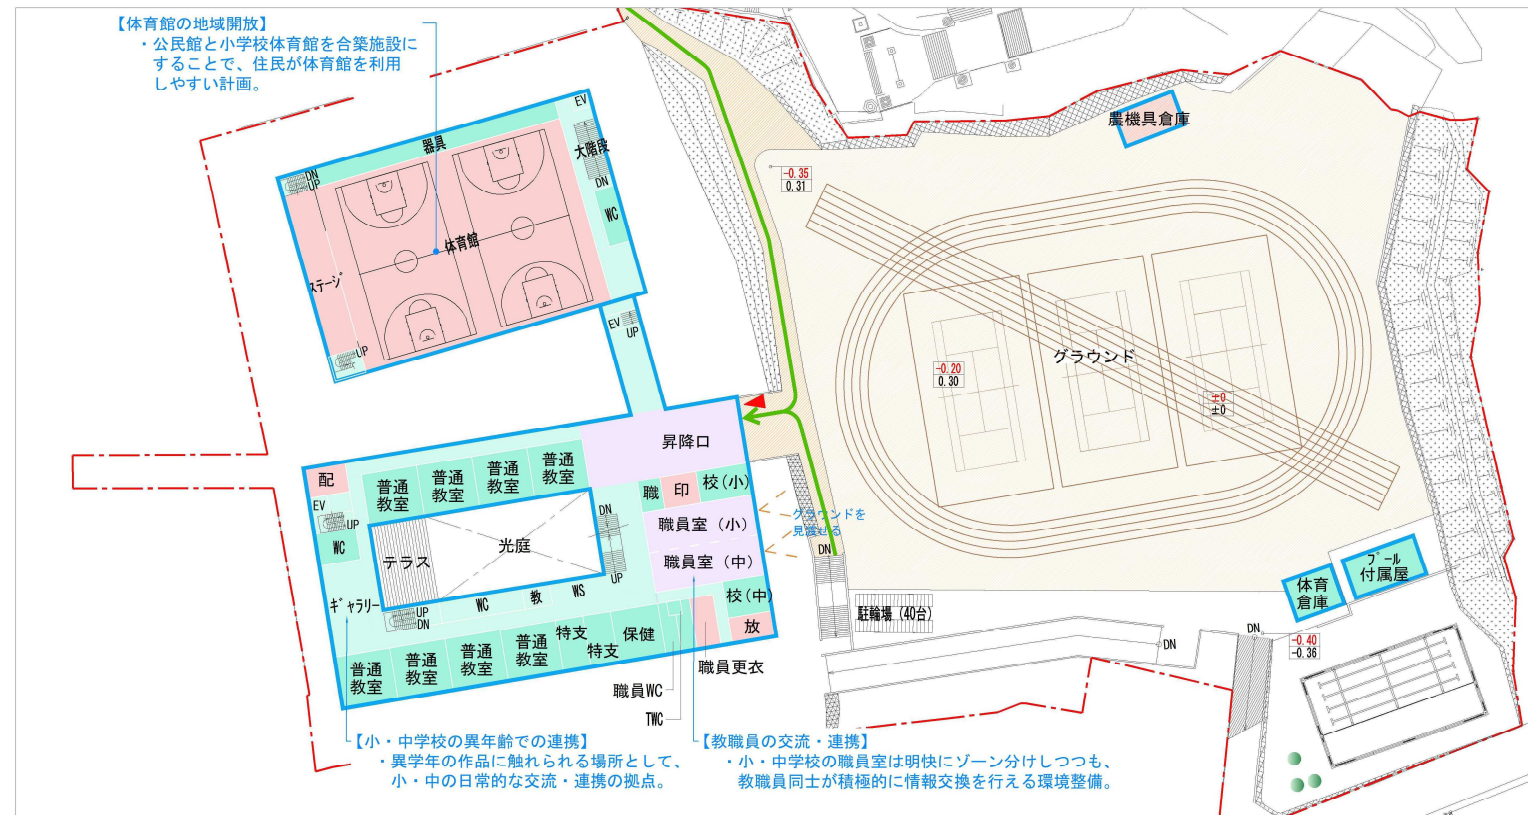 【体育館の地域開放】
・公民館と小学校体育館を合築施設に
することで、住民が体育館を利用
しやすい計画。
EV
器具
大階段
DN
UP
DN
WC
体育館
ステージ
UP
EV
UP
農機具倉庫
-0.35
0.31
-0.20
0.30
グラウンド
±0
±0
昇降口
配
普通
教室
普通
教室
普通
教室
普通
教室
職
印
校(小)
EV
UP
WC
DN
職員室（小）
グラウンドを
見渡せる
光庭
テラス
職員室（中）
DN
UP
ギャラリー
UP
DN
WC
教
WS
校(中)
放
普通
教室
普通
教室
普通
教室
普通
教室
特支
特支
保健
職員更衣
職員WC
TWC
駐輪場（40台）
体育
倉庫
プール
付属屋
DN
DN
-0.40
-0.36
【小・中学校の異年齢での連携】
・異学年の作品に触れられる場所として、
小・中の日常的な交流・連携の拠点。
【教職員の交流・連携】
・小・中学校の職員室は明快にゾーン分けしつつも、
教職員同士が積極的に情報交換を行える環境整備。